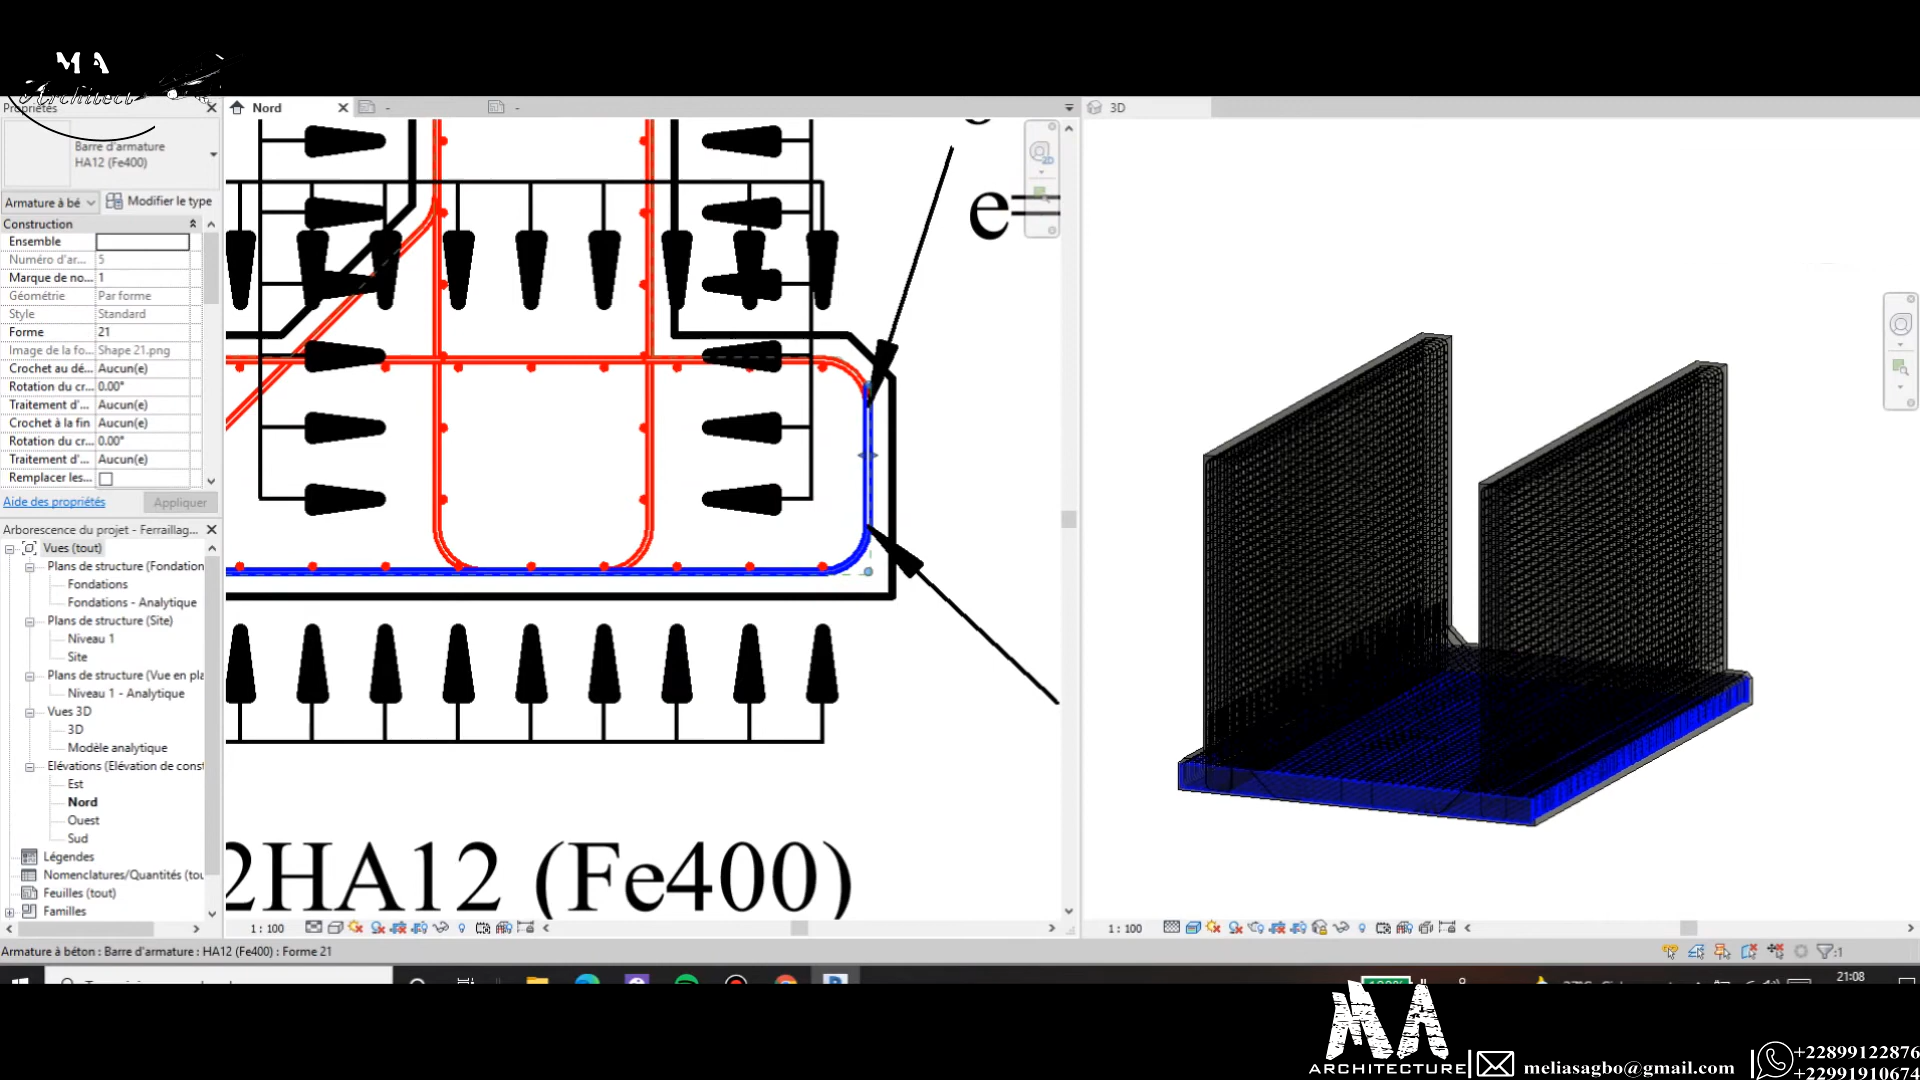 MA
Architect
Propriétés
Nord
-
-
3D
Barre d'armature
HA12 (Fe400)
Armature à bé
Modifier le type
Construction
Ensemble
Numéro d'ar... 5
Marque de no... 1
Géométrie Par forme
Style Standard
Forme 21
Image de la fo... Shape 21.png
Crochet au dé... Aucun(e)
Rotation du cr... 0.00°
Traitement d'... Aucun(e)
Crochet à la fin Aucun(e)
Rotation du cr... 0.00°
Traitement d'... Aucun(e)
Remplacer les...
Aide des propriétés
Appliquer
e=
2D
Arborescence du projet - Ferraillag...
Vues (tout)
Plans de structure (Fondation
Fondations
Fondations - Analytique
Plans de structure (Site)
Niveau 1
Site
Plans de structure (Vue en pla
Niveau 1 - Analytique
Vues 3D
3D
Modèle analytique
Elévations (Elévation de const
Est
Nord
Ouest
Sud
Légendes
Nomenclatures/Quantités (tou
Feuilles (tout)
Familles
2HA12 (Fe400)
1 : 100
1 : 100
Armature à béton : Barre d'armature : HA12 (Fe400) : Forme 21
:1
21:08
MA
ARCHITECTURE
meliasagbo@gmail.com
+22899122876
+22991910674